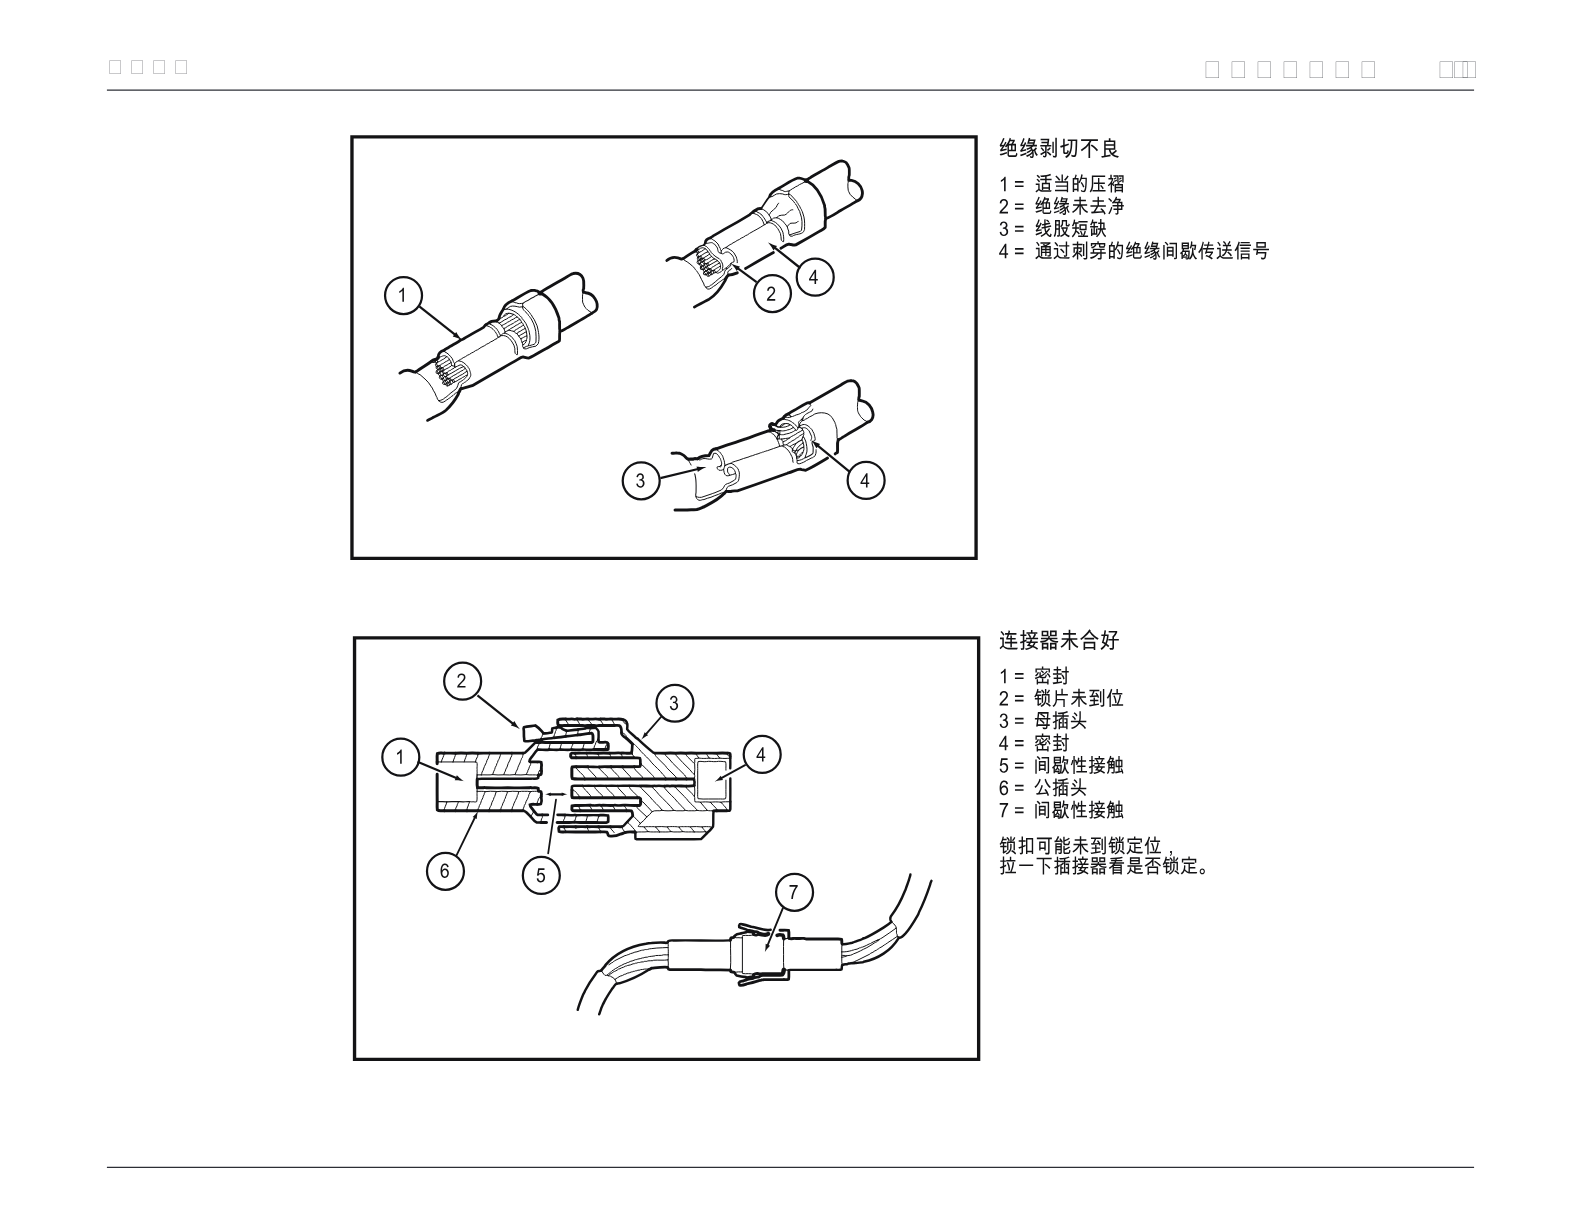 绝缘剥切不良
1 = 适当的压褶
2 = 绝缘未去净
3 = 线股短缺
4 = 通过刺穿的绝缘间歇传送信号
1
2
4
3
4
连接器未合好
1 = 密封
2 = 锁片未到位
3 = 母插头
4 = 密封
5 = 间歇性接触
6 = 公插头
7 = 间歇性接触
锁扣可能未到锁定位，
拉一下插接器看是否锁定。
2
3
1
4
6
5
7